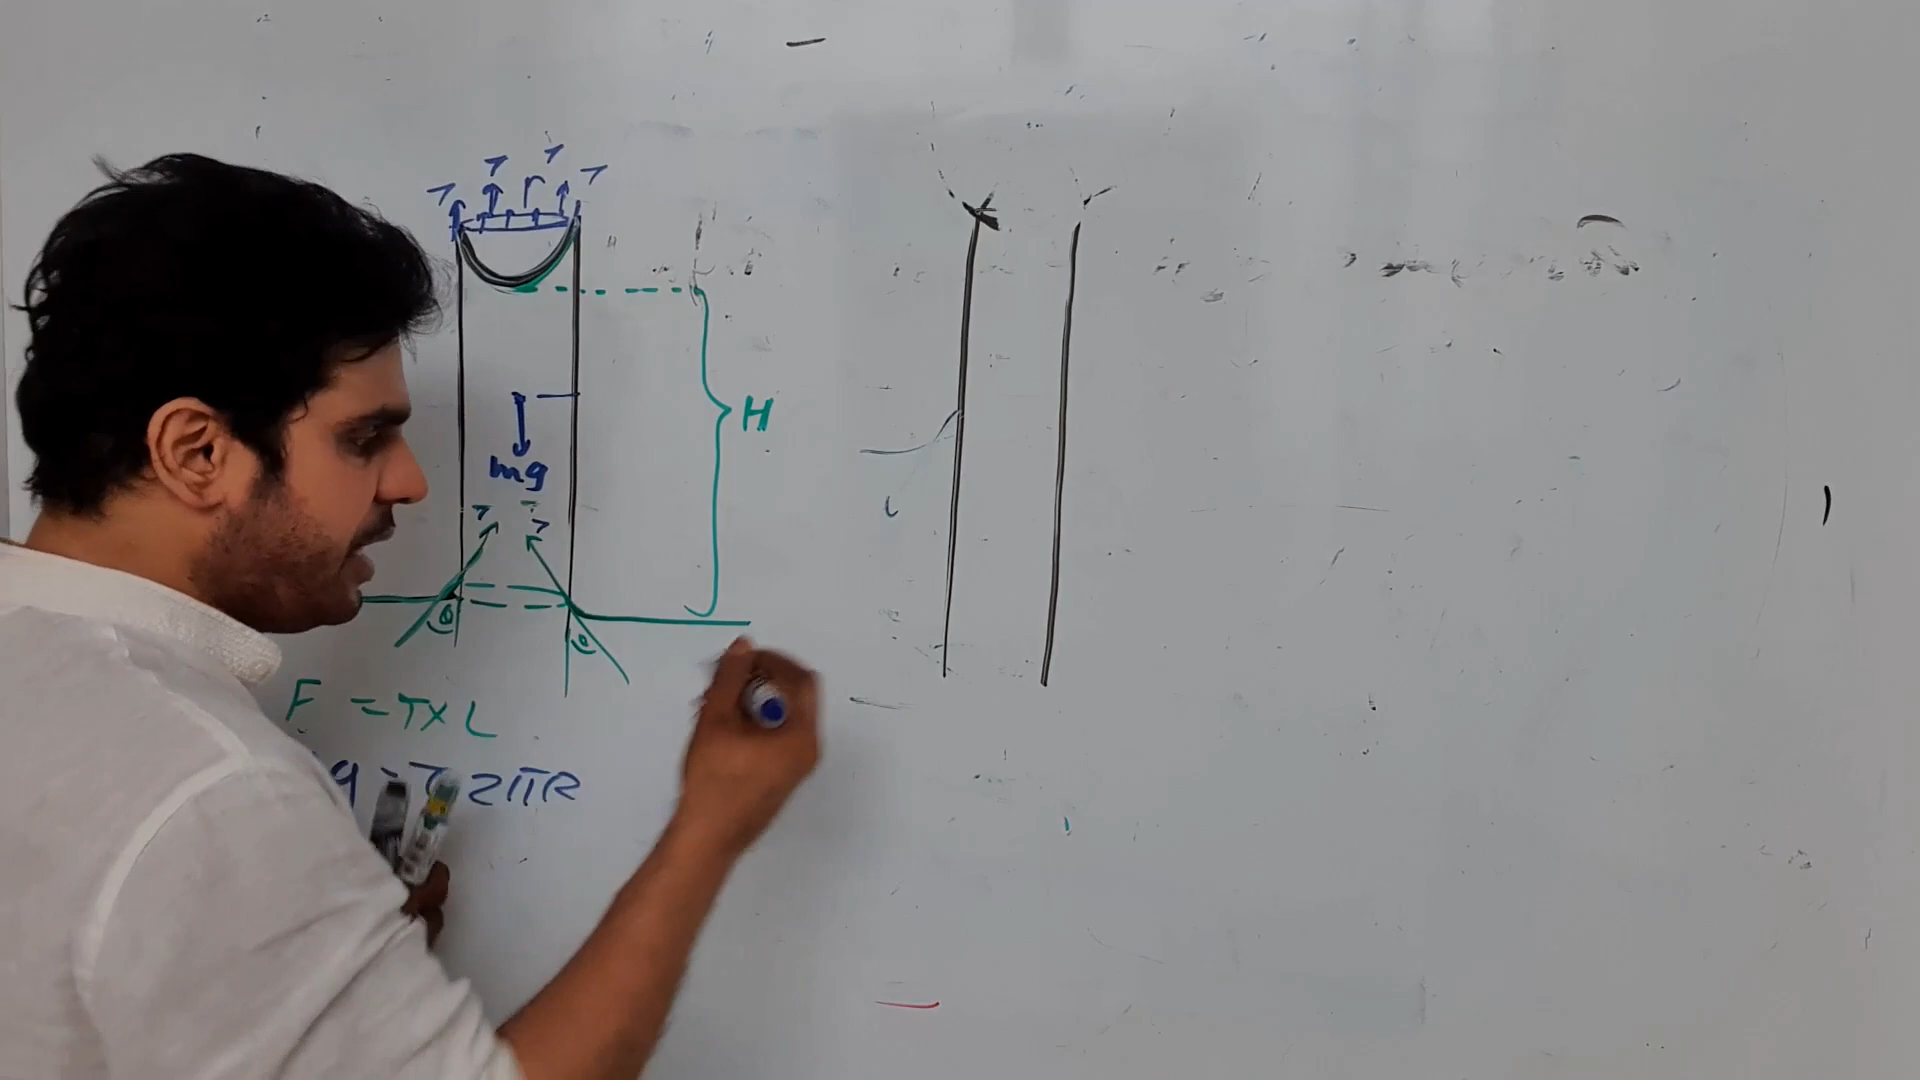 T T T T
r
H
mg
T T
θ θ
F = T X L
g = T 2πR